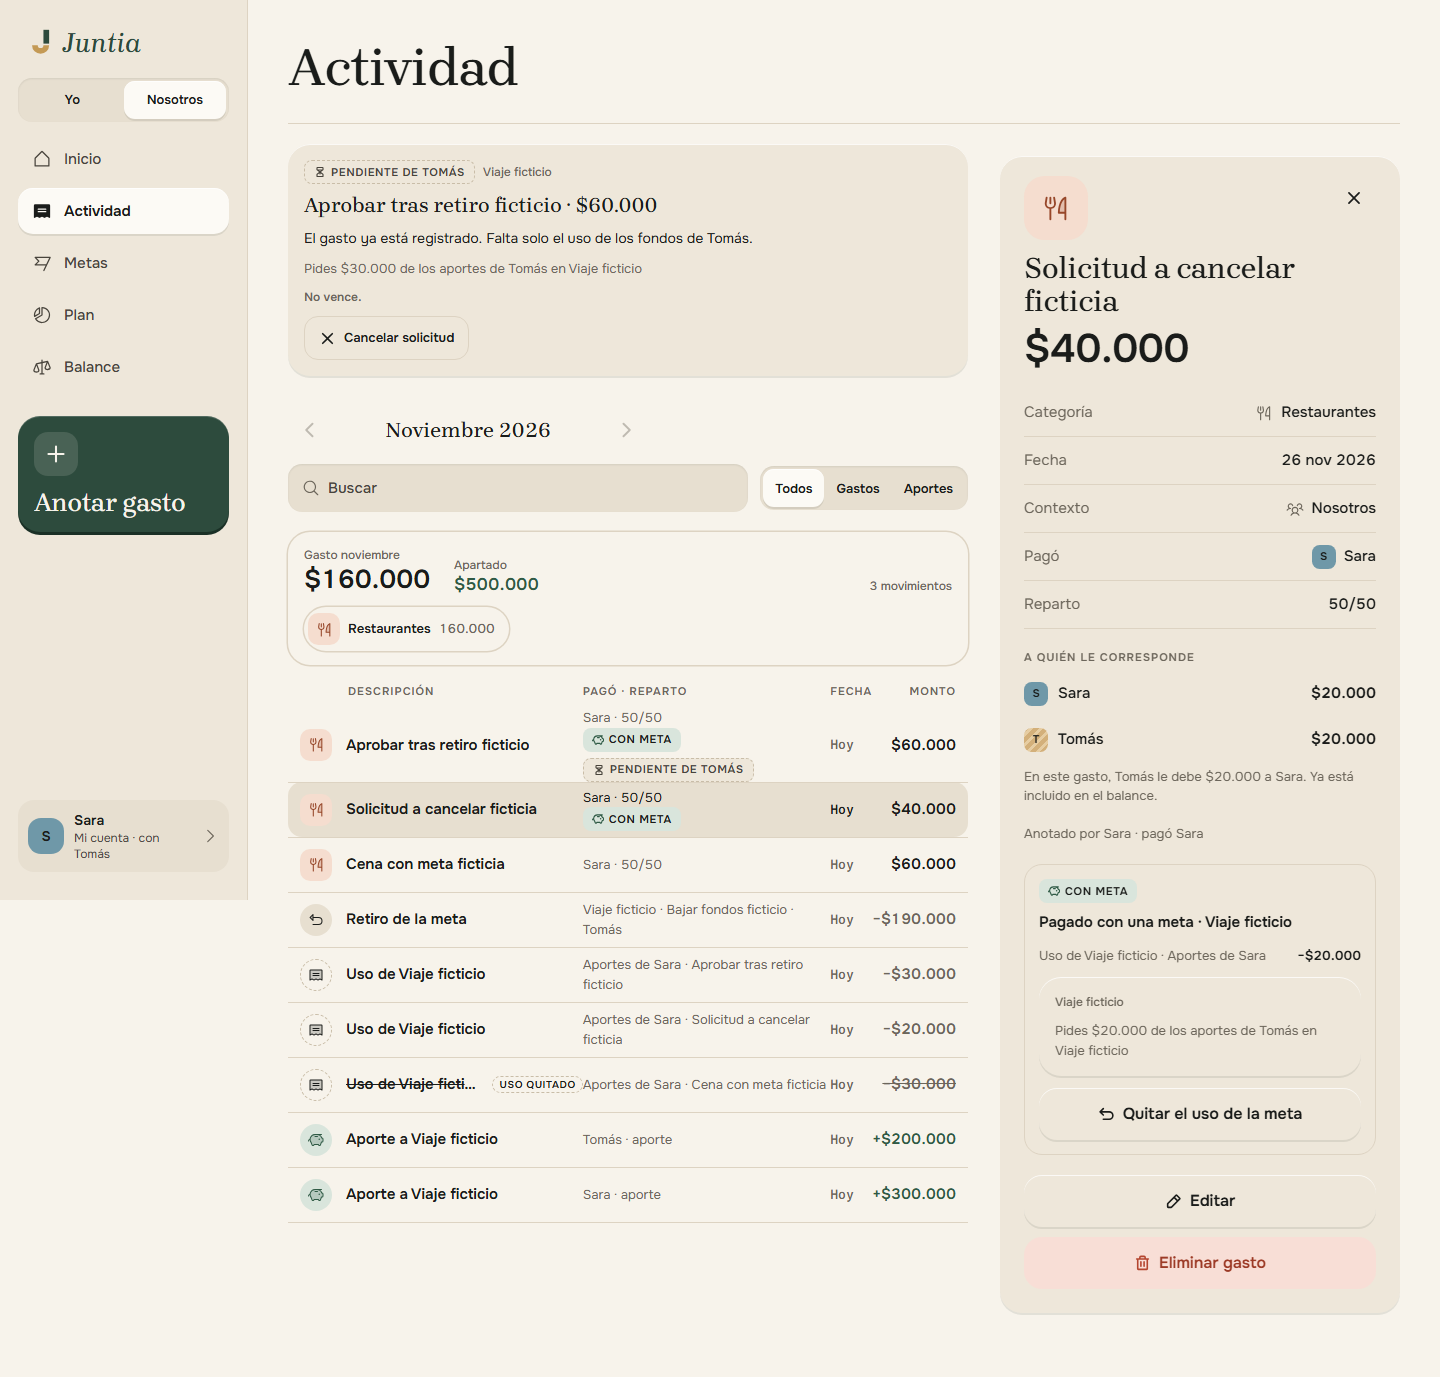 Juntia
Yo
Nosotros
Inicio
Actividad
Metas
Plan
Balance
Anotar gasto
S
Sara
Mi cuenta · con
Tomás
Actividad
PENDIENTE DE TOMÁS
Viaje ficticio
Aprobar tras retiro ficticio · $60.000
El gasto ya está registrado. Falta solo el uso de los fondos de Tomás.
Pides $30.000 de los aportes de Tomás en Viaje ficticio
No vence.
Cancelar solicitud
Noviembre 2026
Buscar
Todos
Gastos
Aportes
Gasto noviembre
$160.000
Apartado
$500.000
3 movimientos
Restaurantes 160.000
DESCRIPCIÓN PAGÓ · REPARTO FECHA MONTO
Aprobar tras retiro ficticio
Sara · 50/50
CON META
PENDIENTE DE TOMÁS
Hoy
$60.000
Solicitud a cancelar ficticia
Sara · 50/50
CON META
Hoy
$40.000
Cena con meta ficticia
Sara · 50/50
Hoy
$60.000
Retiro de la meta
Viaje ficticio · Bajar fondos ficticio ·
Tomás
Hoy
−$190.000
Uso de Viaje ficticio
Aportes de Sara · Aprobar tras retiro
ficticio
Hoy
−$30.000
Uso de Viaje ficticio
Aportes de Sara · Solicitud a cancelar
ficticia
Hoy
−$20.000
Uso de Viaje ficti...
USO QUITADO
Aportes de Sara · Cena con meta ficticia
Hoy
−$30.000
Aporte a Viaje ficticio
Tomás · aporte
Hoy
+$200.000
Aporte a Viaje ficticio
Sara · aporte
Hoy
+$300.000
Solicitud a cancelar
ficticia
$40.000
Categoría
Restaurantes
Fecha
26 nov 2026
Contexto
Nosotros
Pagó
S
Sara
Reparto
50/50
A QUIÉN LE CORRESPONDE
S
Sara
$20.000
T
Tomás
$20.000
En este gasto, Tomás le debe $20.000 a Sara. Ya está
incluido en el balance.
Anotado por Sara · pagó Sara
CON META
Pagado con una meta · Viaje ficticio
Uso de Viaje ficticio · Aportes de Sara
−$20.000
Viaje ficticio
Pides $20.000 de los aportes de Tomás en
Viaje ficticio
Quitar el uso de la meta
Editar
Eliminar gasto